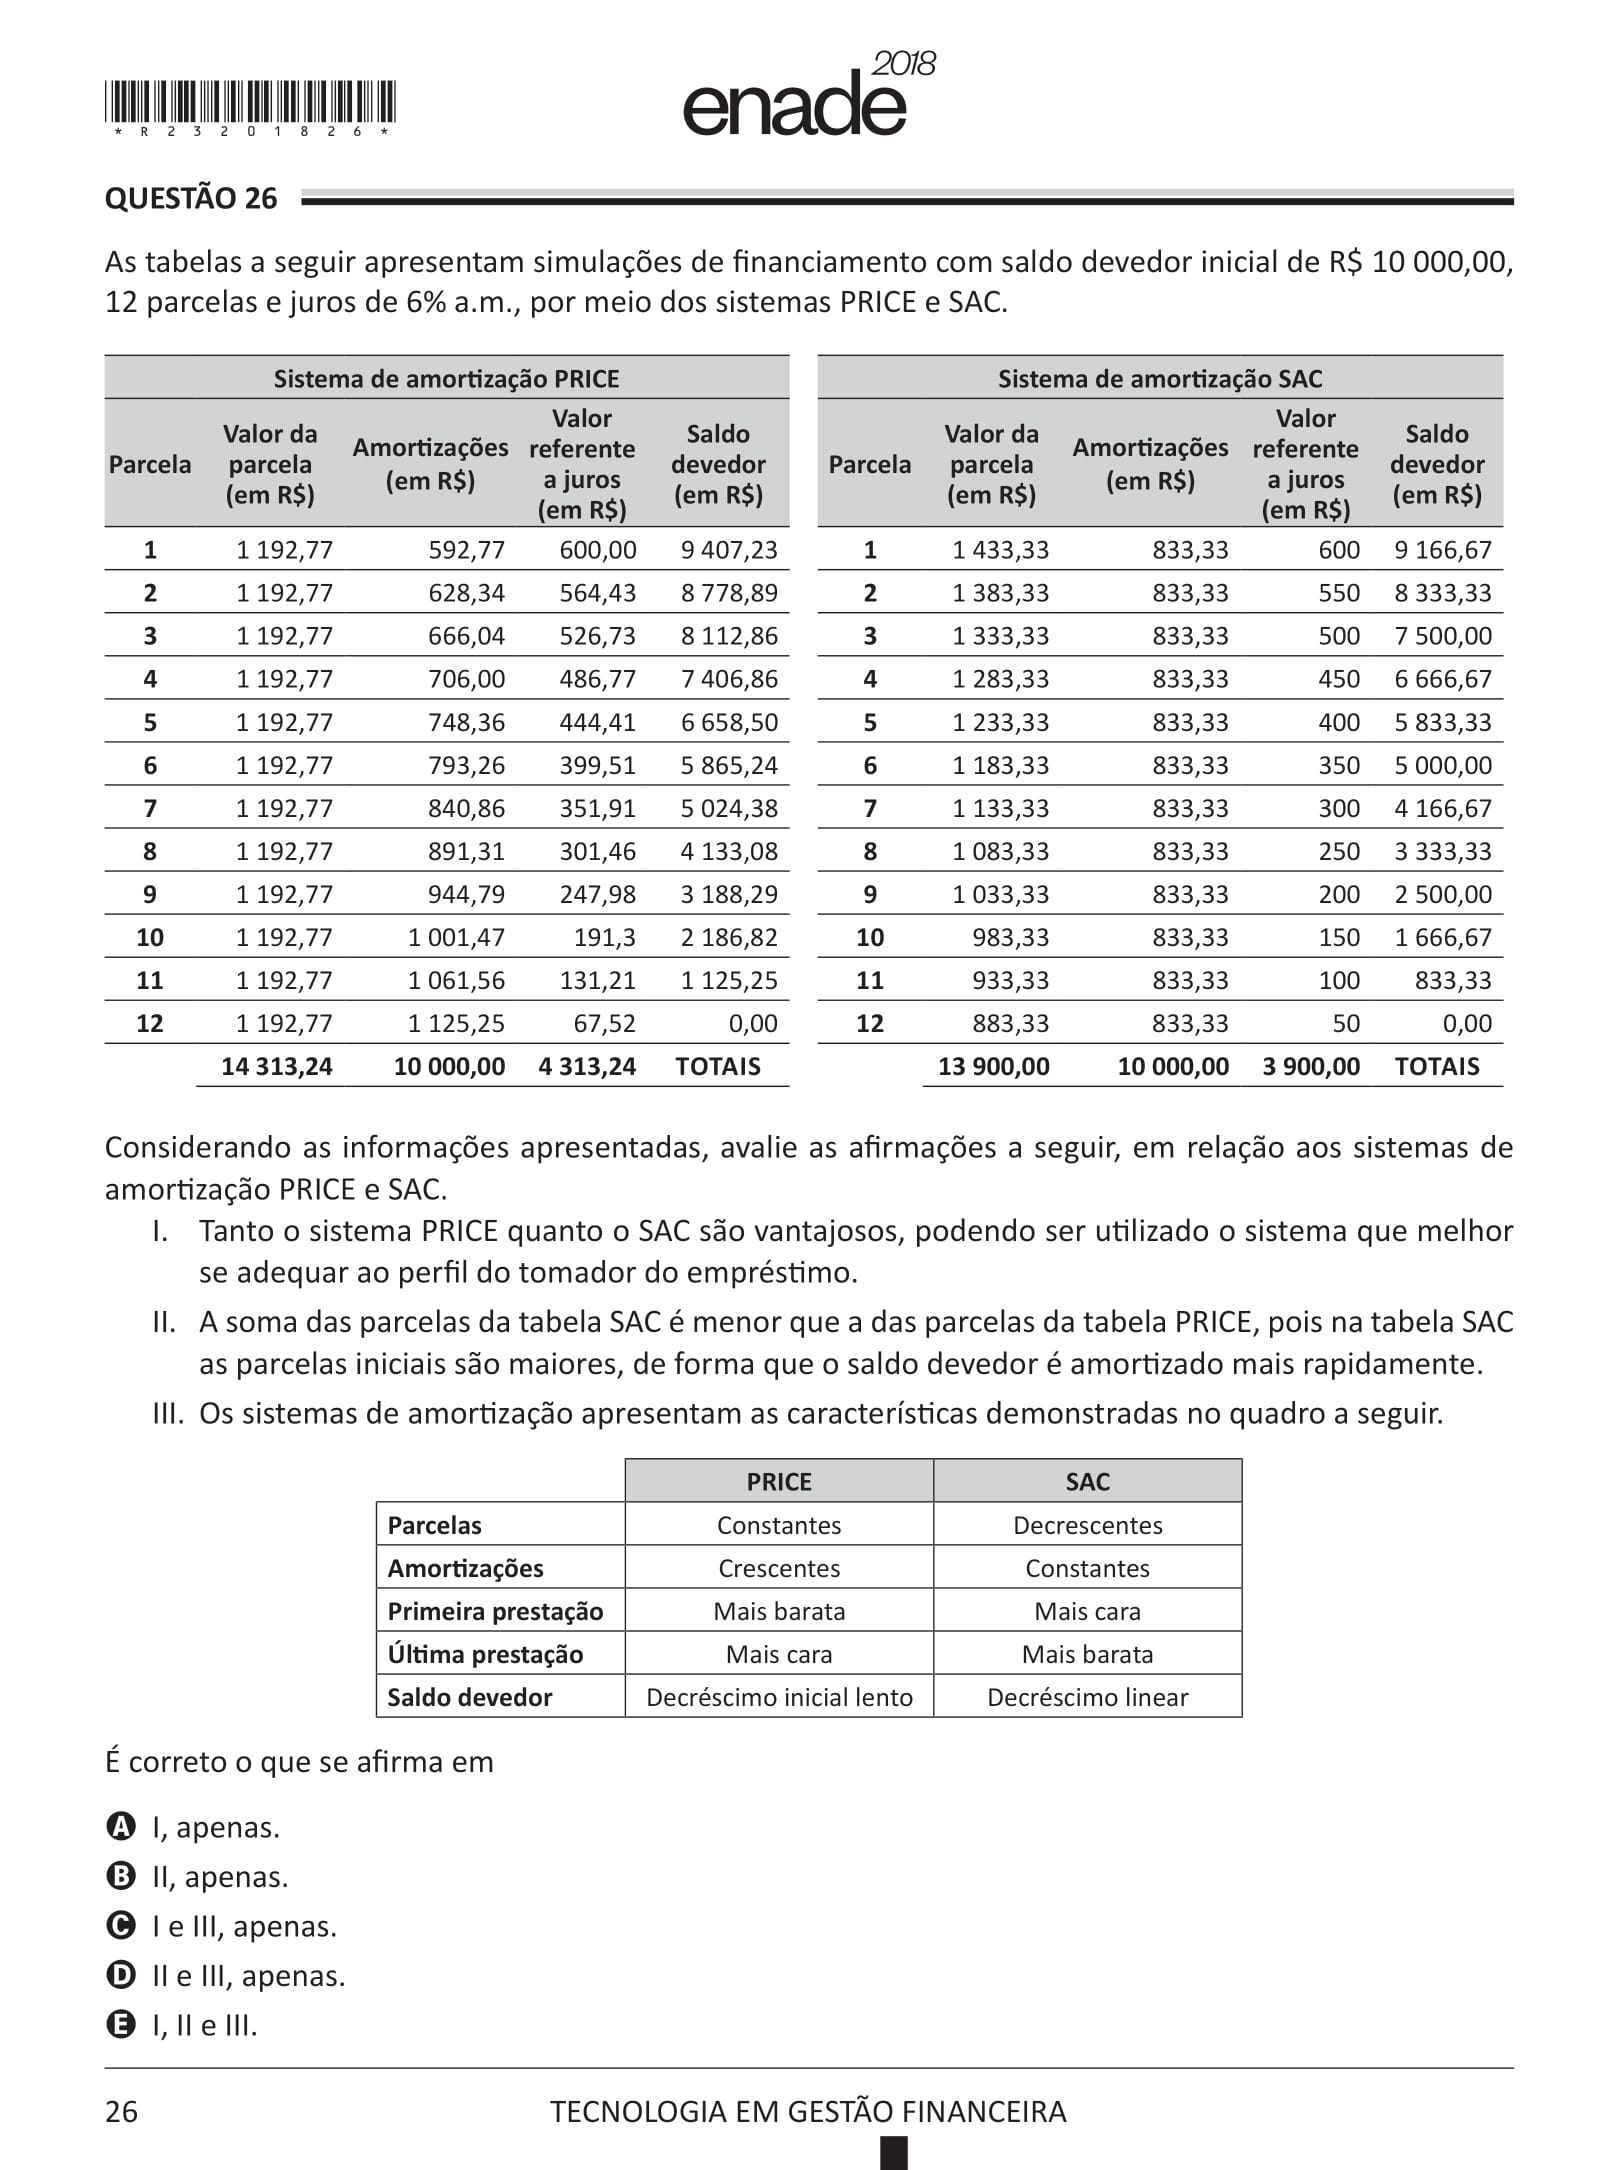 * R 2 3 2 0 1 8 2 6 *
enade 2018
QUESTÃO 26
As tabelas a seguir apresentam simulações de financiamento com saldo devedor inicial de R$ 10 000,00,
12 parcelas e juros de 6% a.m., por meio dos sistemas PRICE e SAC.
Sistema de amortização PRICE
Parcela Valor da parcela (em R$) Amortizações (em R$) Valor referente a juros (em R$) Saldo devedor (em R$)
1 1 192,77 592,77 600,00 9 407,23
2 1 192,77 628,34 564,43 8 778,89
3 1 192,77 666,04 526,73 8 112,86
4 1 192,77 706,00 486,77 7 406,86
5 1 192,77 748,36 444,41 6 658,50
6 1 192,77 793,26 399,51 5 865,24
7 1 192,77 840,86 351,91 5 024,38
8 1 192,77 891,31 301,46 4 133,08
9 1 192,77 944,79 247,98 3 188,29
10 1 192,77 1 001,47 191,3 2 186,82
11 1 192,77 1 061,56 131,21 1 125,25
12 1 192,77 1 125,25 67,52 0,00
14 313,24 10 000,00 4 313,24 TOTAIS
Sistema de amortização SAC
Parcela Valor da parcela (em R$) Amortizações (em R$) Valor referente a juros (em R$) Saldo devedor (em R$)
1 1 433,33 833,33 600 9 166,67
2 1 383,33 833,33 550 8 333,33
3 1 333,33 833,33 500 7 500,00
4 1 283,33 833,33 450 6 666,67
5 1 233,33 833,33 400 5 833,33
6 1 183,33 833,33 350 5 000,00
7 1 133,33 833,33 300 4 166,67
8 1 083,33 833,33 250 3 333,33
9 1 033,33 833,33 200 2 500,00
10 983,33 833,33 150 1 666,67
11 933,33 833,33 100 833,33
12 883,33 833,33 50 0,00
13 900,00 10 000,00 3 900,00 TOTAIS
Considerando as informações apresentadas, avalie as afirmações a seguir, em relação aos sistemas de
amortização PRICE e SAC.
I. Tanto o sistema PRICE quanto o SAC são vantajosos, podendo ser utilizado o sistema que melhor
se adequar ao perfil do tomador do empréstimo.
II. A soma das parcelas da tabela SAC é menor que a das parcelas da tabela PRICE, pois na tabela SAC
as parcelas iniciais são maiores, de forma que o saldo devedor é amortizado mais rapidamente.
III. Os sistemas de amortização apresentam as características demonstradas no quadro a seguir.
PRICE SAC
Parcelas Constantes Decrescentes
Amortizações Crescentes Constantes
Primeira prestação Mais barata Mais cara
Última prestação Mais cara Mais barata
Saldo devedor Decréscimo inicial lento Decréscimo linear
É correto o que se afirma em
A I, apenas.
B II, apenas.
C I e III, apenas.
D II e III, apenas.
E I, II e III.
26 TECNOLOGIA EM GESTÃO FINANCEIRA